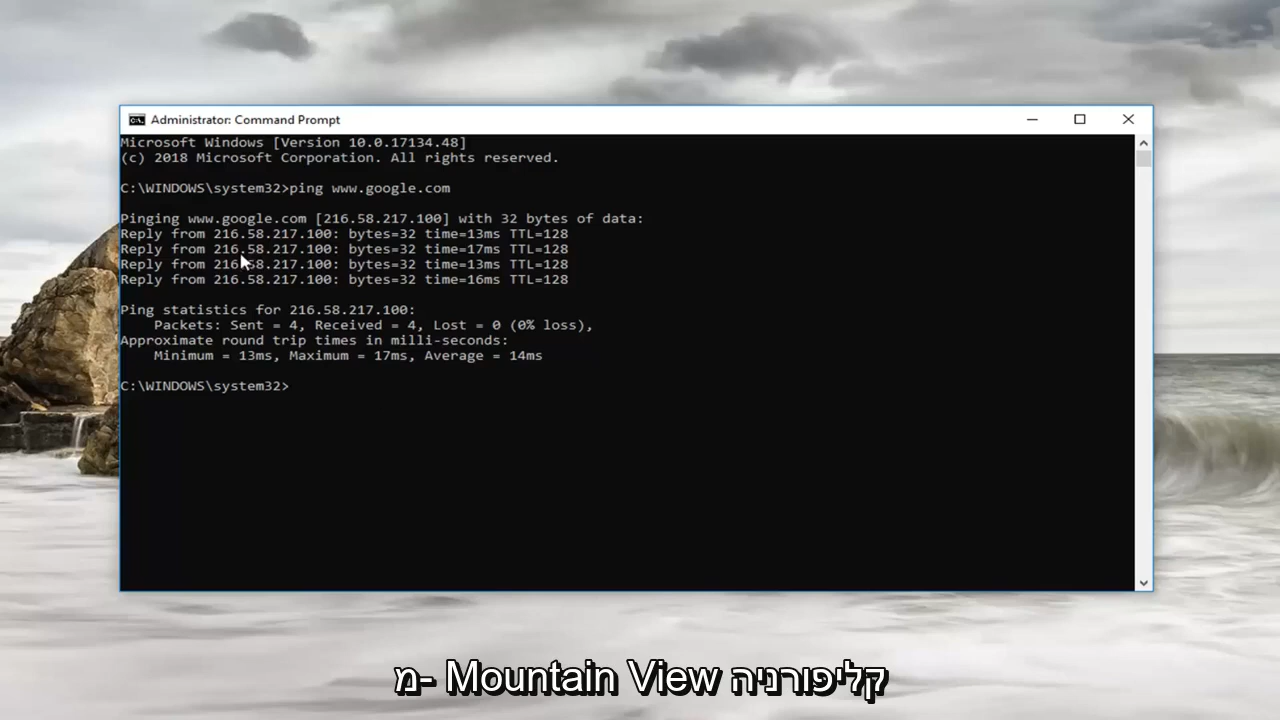 Administrator: Command Prompt
Microsoft Windows [Version 10.0.17134.48]
(c) 2018 Microsoft Corporation. All rights reserved.
C:\WINDOWS\system32>ping www.google.com
Pinging www.google.com [216.58.217.100] with 32 bytes of data:
Reply from 216.58.217.100: bytes=32 time=13ms TTL=128
Reply from 216.58.217.100: bytes=32 time=17ms TTL=128
Reply from 216.58.217.100: bytes=32 time=13ms TTL=128
Reply from 216.58.217.100: bytes=32 time=16ms TTL=128
Ping statistics for 216.58.217.100:
    Packets: Sent = 4, Received = 4, Lost = 0 (0% loss),
Approximate round trip times in milli-seconds:
    Minimum = 13ms, Maximum = 17ms, Average = 14ms
C:\WINDOWS\system32>
מ- Mountain View קליפורניה